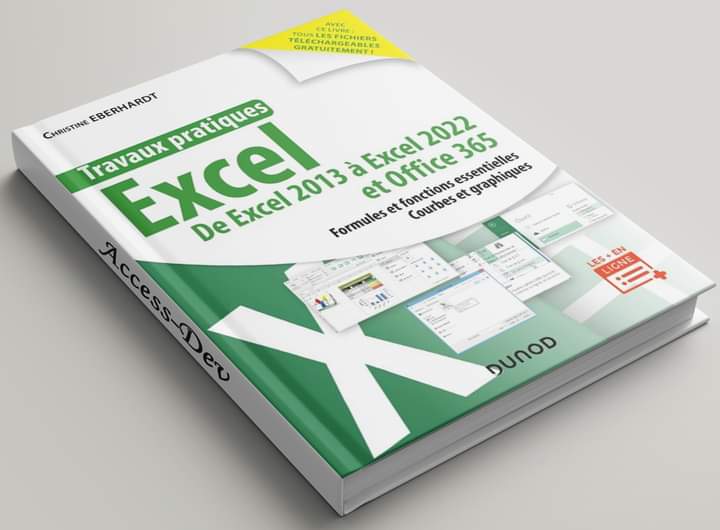 AVEC
CE LIVRE :
TOUS LES FICHIERS
TÉLÉCHARGEABLES
GRATUITEMENT !
CHRISTINE EBERHARDT
Travaux pratiques
Excel
De Excel 2013 à Excel 2022
et Office 365
Formules et fonctions essentielles
Courbes et graphiques
LES + EN
LIGNE
DUNOD
Access-Dev